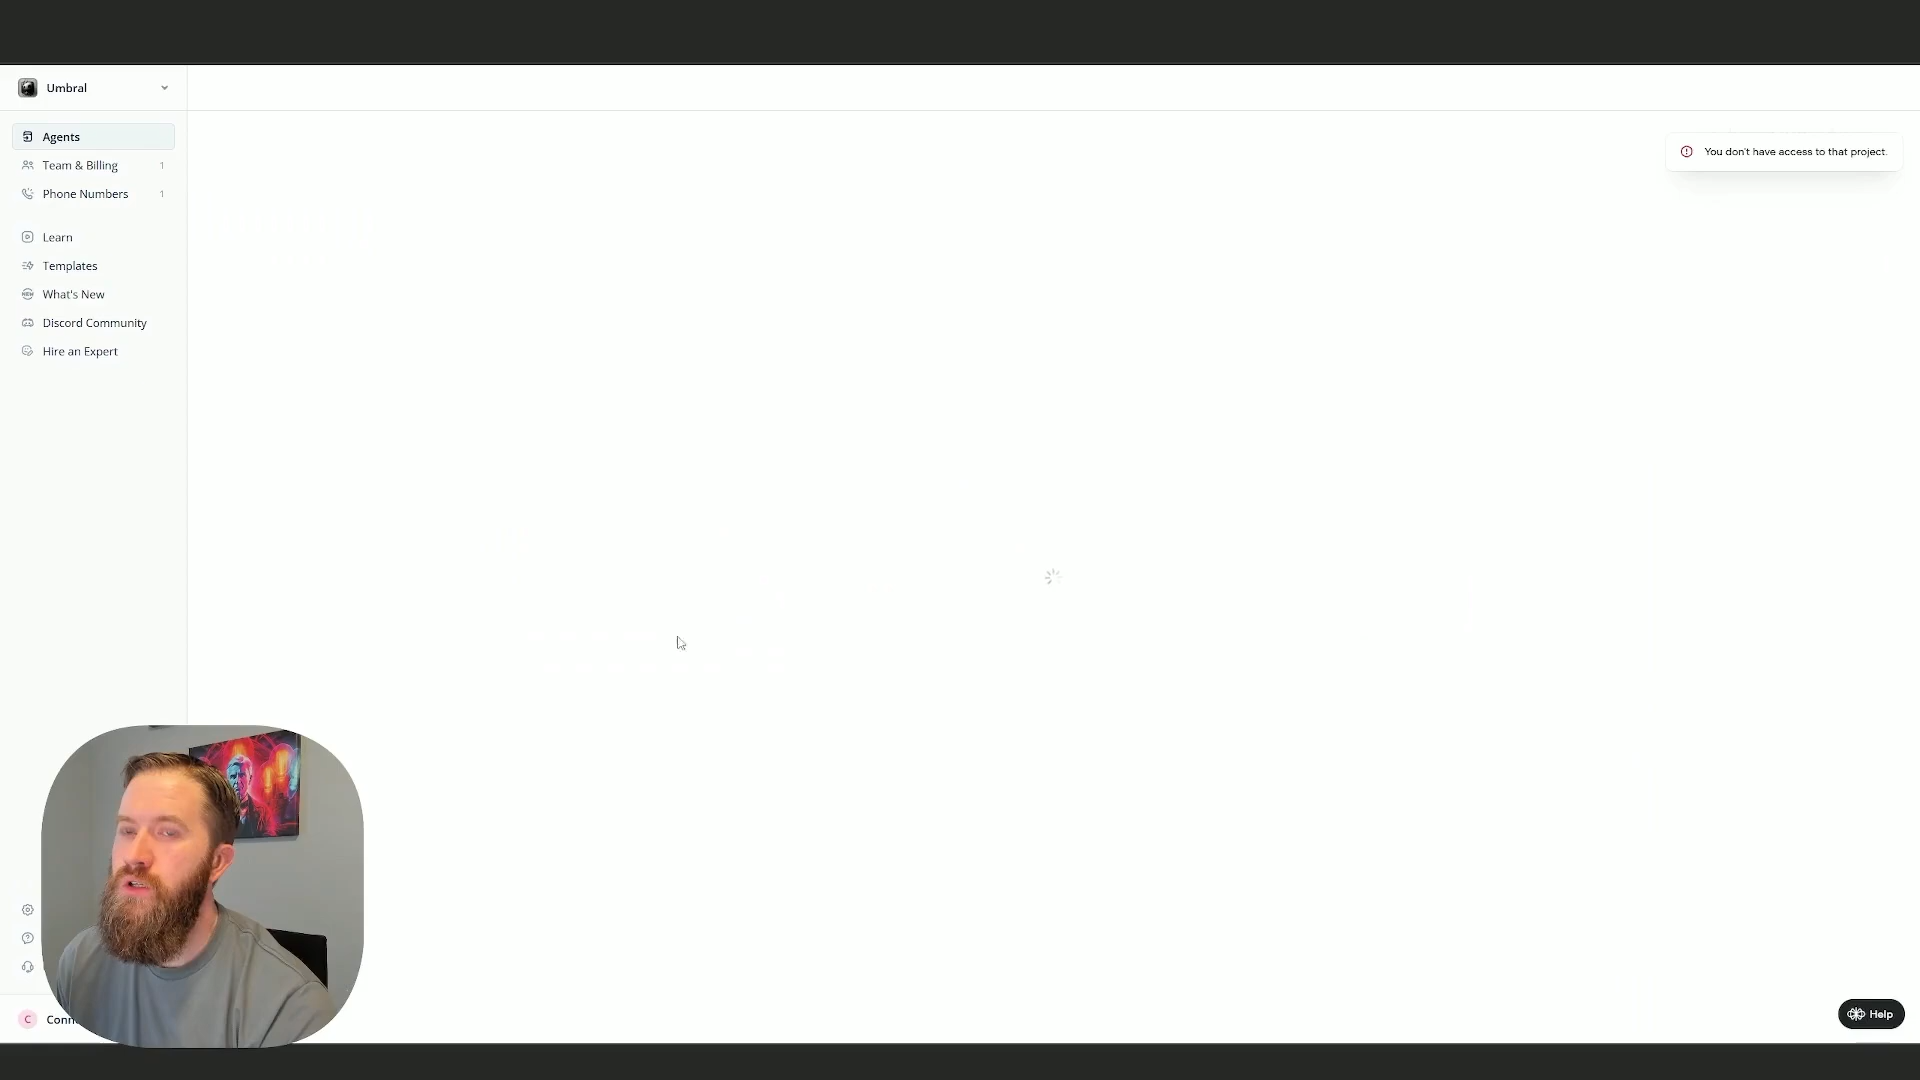 Umbral
Agents
Team & Billing 1
Phone Numbers 1
Learn
Templates
What's New
Discord Community
Hire an Expert
You don't have access to that project.
C
Help